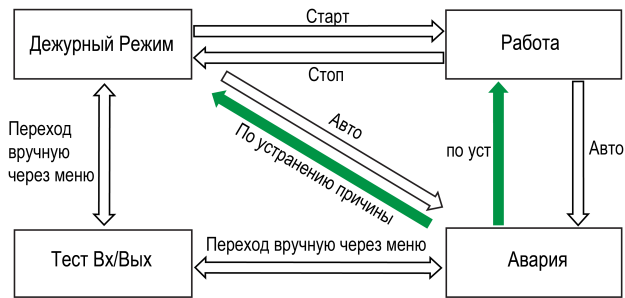 Старт
Дежурный Режим
Работа
Стоп
Переход
вручную
через меню
Авто
По устранению причины
по уст
Авто
Переход вручную через меню
Тест Вх/Вых
Авария